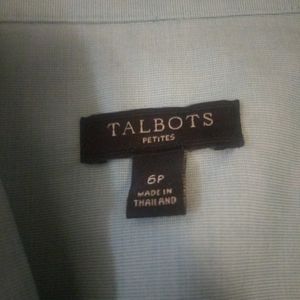 TALBOTS
PETITES
6P
MADE IN
THAILAND